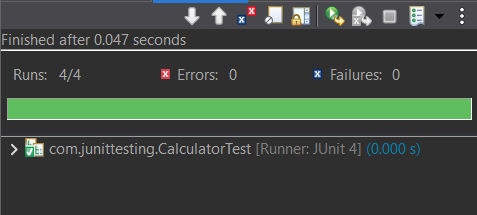 Finished after 0.047 seconds
Runs: 4/4 Errors: 0 Failures: 0
com.junittesting.CalculatorTest [Runner: JUnit 4] (0.000 s)